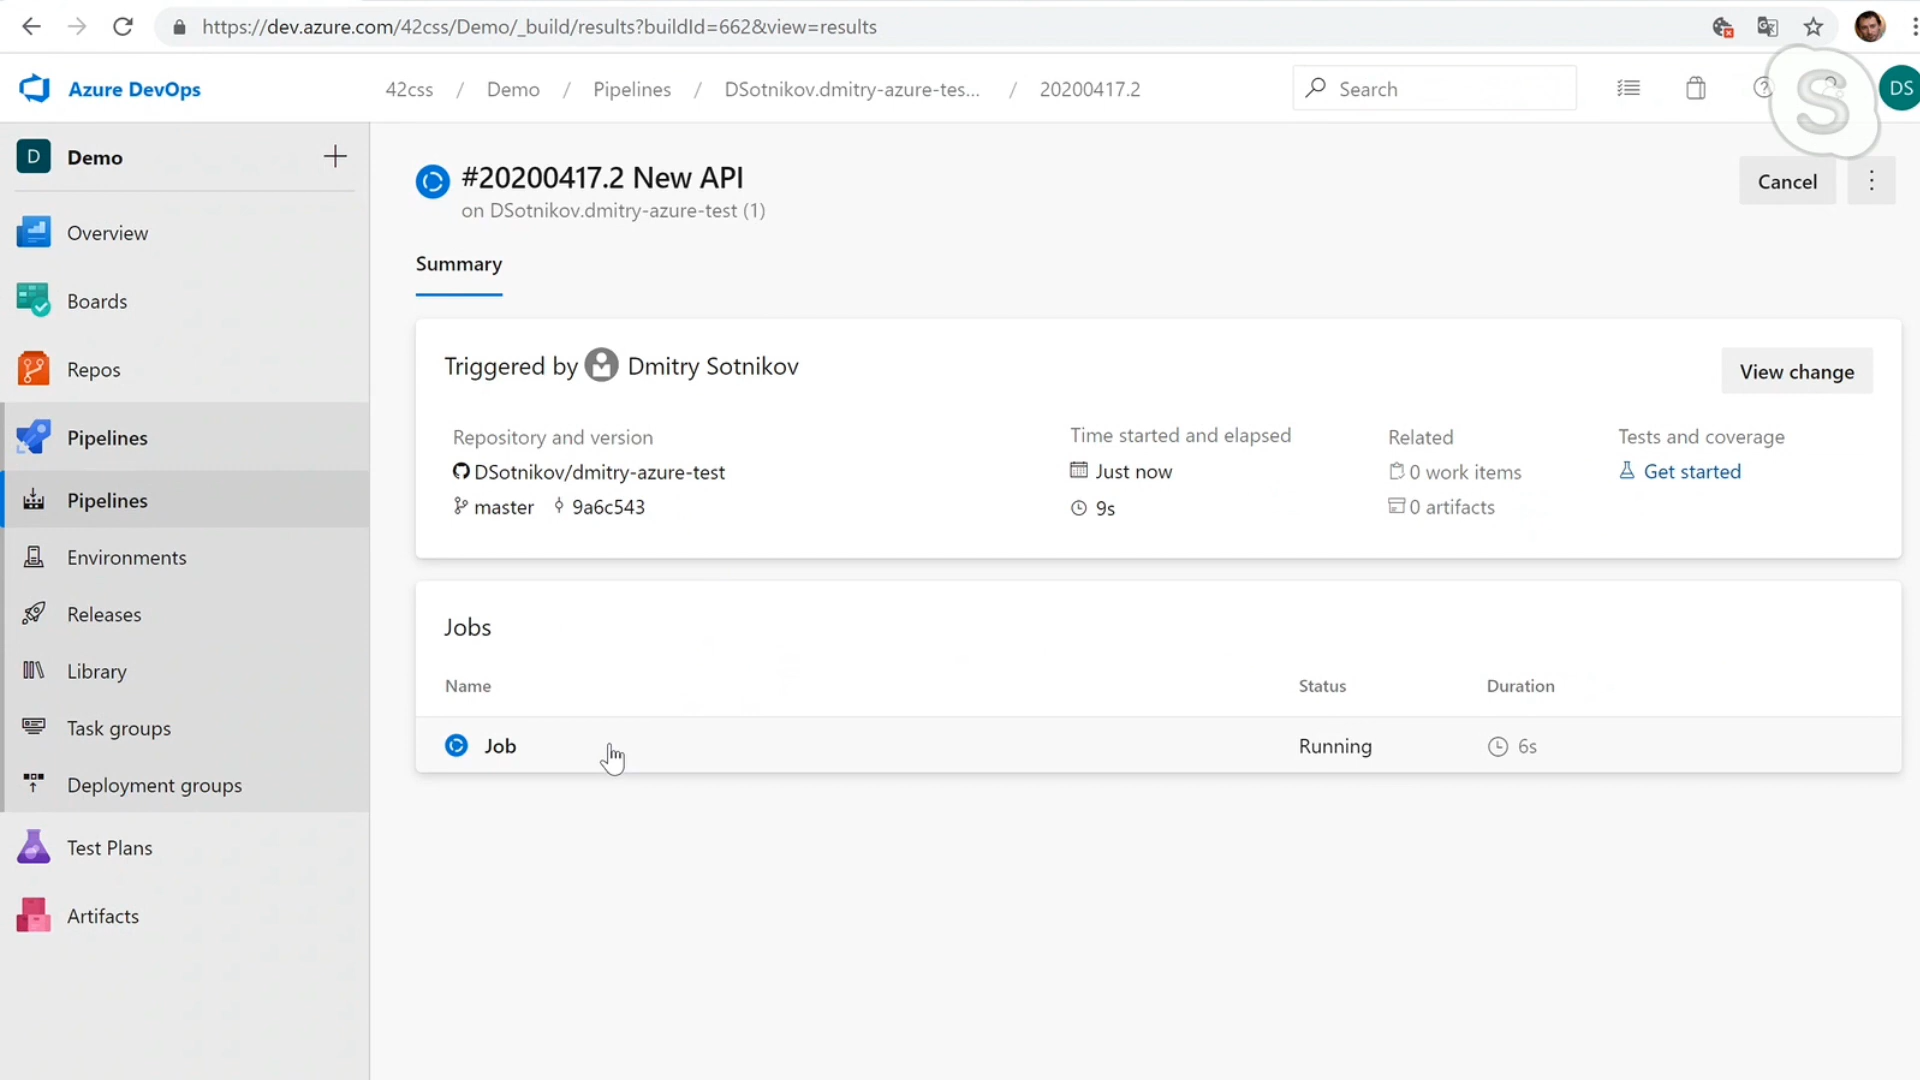 https://dev.azure.com/42css/Demo/_build/results?buildId=662&view=results
Azure DevOps
42css / Demo / Pipelines / DSotnikov.dmitry-azure-tes... / 20200417.2
Search
DS
D Demo
Overview
Boards
Repos
Pipelines
Pipelines
Environments
Releases
Library
Task groups
Deployment groups
Test Plans
Artifacts
#20200417.2 New API
on DSotnikov.dmitry-azure-test (1)
Cancel
Summary
Triggered by Dmitry Sotnikov
View change
Repository and version
DSotnikov/dmitry-azure-test
master 9a6c543
Time started and elapsed
Just now
9s
Related
0 work items
0 artifacts
Tests and coverage
Get started
Jobs
Name Status Duration
Job Running 6s